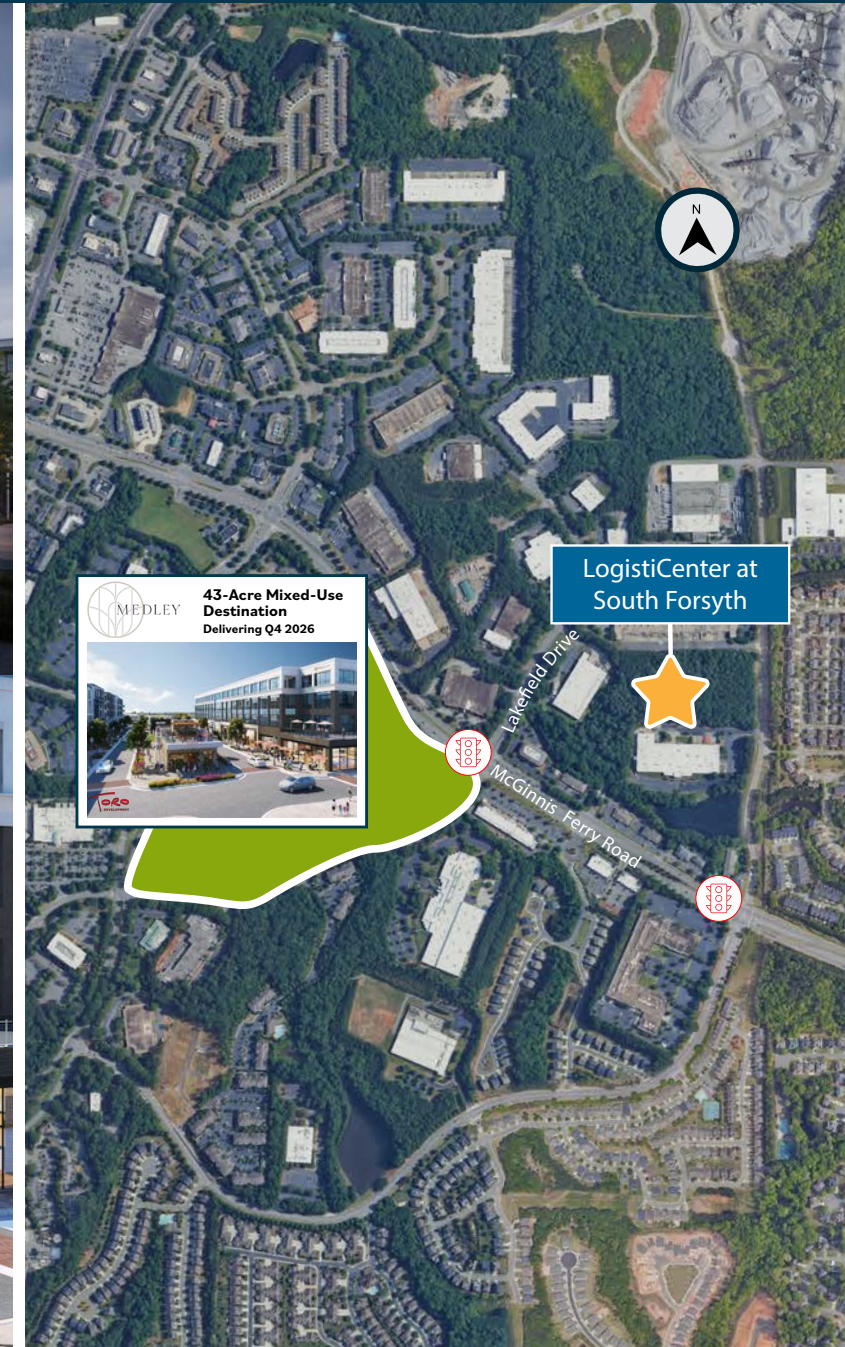 N
LogistiCenter at
South Forsyth
MEDLEY
43-Acre Mixed-Use
Destination
Delivering Q4 2026
TORO
DEVELOPMENT
Lakefield Drive
McGinnis Ferry Road